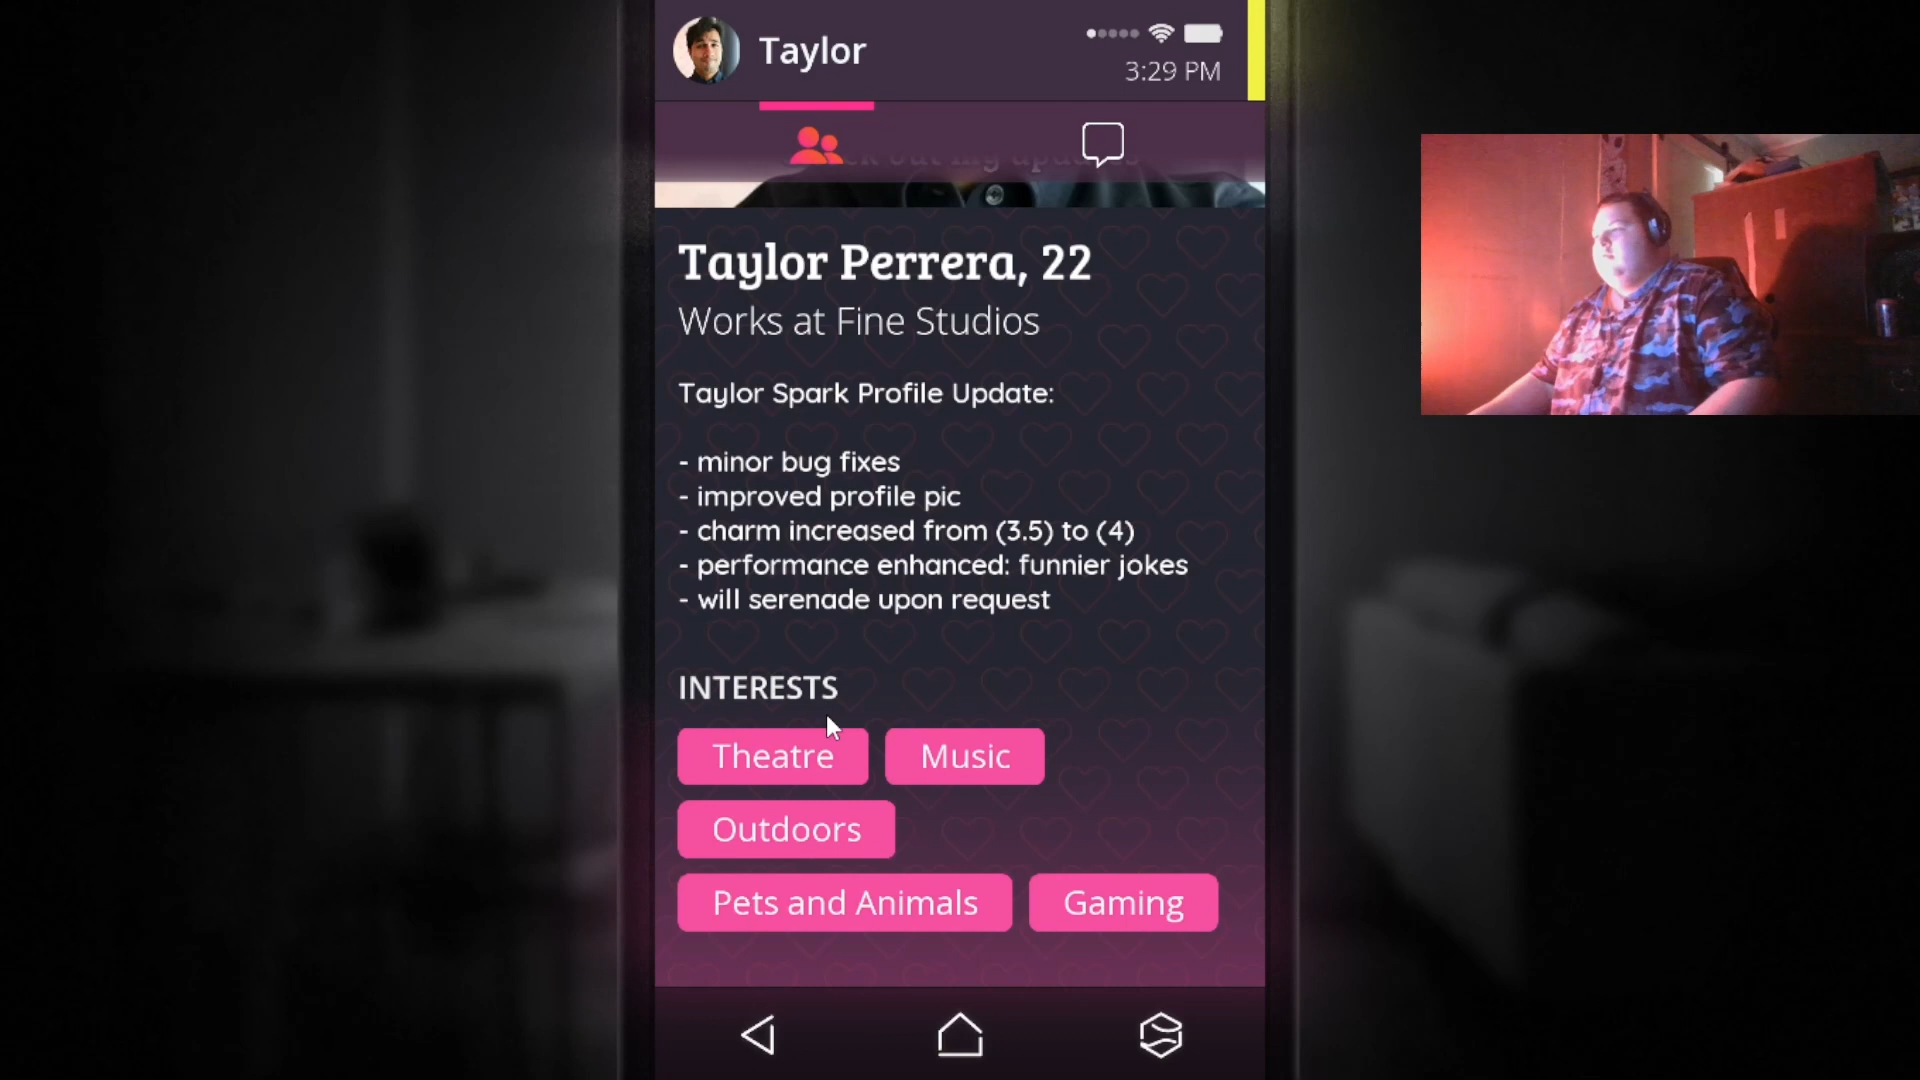 Taylor
3:29 PM
Taylor Perrera, 22
Works at Fine Studios
Taylor Spark Profile Update:
- minor bug fixes
- improved profile pic
- charm increased from (3.5) to (4)
- performance enhanced: funnier jokes
- will serenade upon request
INTERESTS
Theatre Music
Outdoors
Pets and Animals Gaming